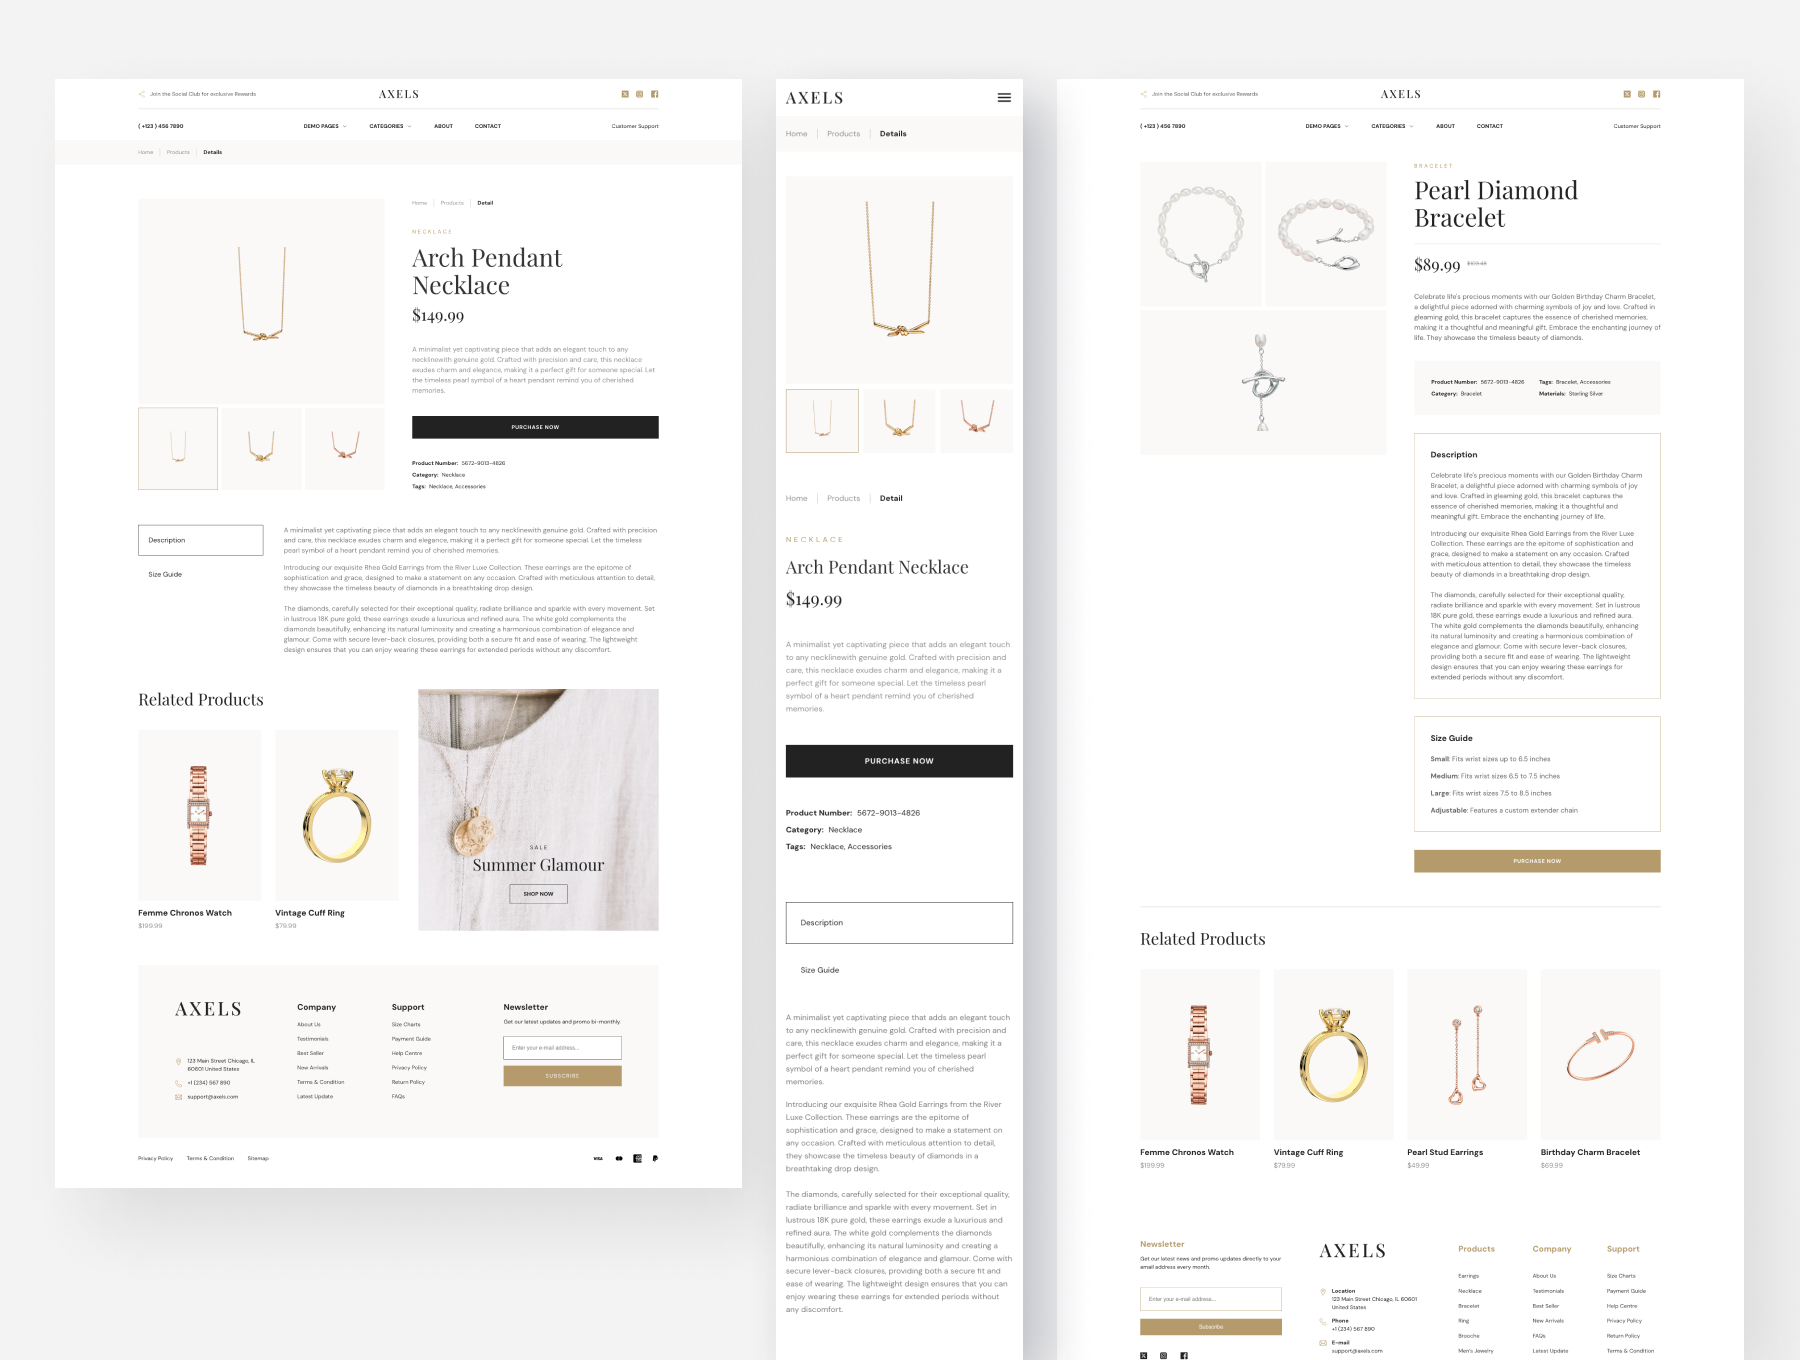 Join the Social Club for exclusive Rewards
AXELS
( +123 ) 456 7890
DEMO PAGES
CATEGORIES
ABOUT
CONTACT
Customer Support
Home
Products
Details
Home
Products
Detail
NECKLACE
Arch Pendant
Necklace
$149.99
A minimalist yet captivating piece that adds an elegant touch to any
necklinewith genuine gold. Crafted with precision and care, this necklace
exudes charm and elegance, making it a perfect gift for someone special. Let
the timeless pearl symbol of a heart pendant remind you of cherished
memories.
PURCHASE NOW
Product Number: 5672-9013-4826
Category: Necklace
Tags: Necklace, Accessories
Description
Size Guide
A minimalist yet captivating piece that adds an elegant touch to any necklinewith genuine gold. Crafted with precision
and care, this necklace exudes charm and elegance, making it a perfect gift for someone special. Let the timeless
pearl symbol of a heart pendant remind you of cherished memories.
Introducing our exquisite Rhea Gold Earrings from the River Luxe Collection. These earrings are the epitome of
sophistication and grace, designed to make a statement on any occasion. Crafted with meticulous attention to detail,
they showcase the timeless beauty of diamonds in a breathtaking drop design.
The diamonds, carefully selected for their exceptional quality, radiate brilliance and sparkle with every movement. Set
in lustrous 18K pure gold, these earrings exude a luxurious and refined aura. The white gold complements the
diamonds beautifully, enhancing its natural luminosity and creating a harmonious combination of elegance and
glamour. Come with secure lever-back closures, providing both a secure fit and ease of wearing. The lightweight
design ensures that you can enjoy wearing these earrings for extended periods without any discomfort.
Related Products
Femme Chronos Watch
$199.99
Vintage Cuff Ring
$79.99
SALE
Summer Glamour
SHOP NOW
AXELS
123 Main Street Chicago, IL
60601 United States
+1 (234) 567 890
support@axels.com
Company
About Us
Testimonials
Best Seller
New Arrivals
Terms & Condition
Latest Update
Support
Size Charts
Payment Guide
Help Centre
Privacy Policy
Return Policy
FAQs
Newsletter
Get our latest updates and promo bi-monthly.
Enter your e-mail address...
SUBSCRIBE
Privacy Policy
Terms & Condition
Sitemap
VISA
AXELS
Home
Products
Details
Home
Products
Detail
NECKLACE
Arch Pendant Necklace
$149.99
A minimalist yet captivating piece that adds an elegant touch
to any necklinewith genuine gold. Crafted with precision and
care, this necklace exudes charm and elegance, making it a
perfect gift for someone special. Let the timeless pearl
symbol of a heart pendant remind you of cherished
memories.
PURCHASE NOW
Product Number: 5672-9013-4826
Category: Necklace
Tags: Necklace, Accessories
Description
Size Guide
A minimalist yet captivating piece that adds an elegant touch
to any necklinewith genuine gold. Crafted with precision and
care, this necklace exudes charm and elegance, making it a
perfect gift for someone special. Let the timeless pearl
symbol of a heart pendant remind you of cherished
memories.
Introducing our exquisite Rhea Gold Earrings from the River
Luxe Collection. These earrings are the epitome of
sophistication and grace, designed to make a statement on
any occasion. Crafted with meticulous attention to detail,
they showcase the timeless beauty of diamonds in a
breathtaking drop design.
The diamonds, carefully selected for their exceptional quality,
radiate brilliance and sparkle with every movement. Set in
lustrous 18K pure gold, these earrings exude a luxurious and
refined aura. The white gold complements the diamonds
beautifully, enhancing its natural luminosity and creating a
harmonious combination of elegance and glamour. Come with
secure lever-back closures, providing both a secure fit and
ease of wearing. The lightweight design ensures that you can
enjoy wearing these earrings for extended periods without
any discomfort.
Join the Social Club for exclusive Rewards
AXELS
( +123 ) 456 7890
DEMO PAGES
CATEGORIES
ABOUT
CONTACT
Customer Support
BRACELET
Pearl Diamond
Bracelet
$89.99
Celebrate life's precious moments with our Golden Birthday Charm Bracelet,
a delightful piece adorned with charming symbols of joy and love. Crafted in
gleaming gold, this bracelet captures the essence of cherished memories,
making it a thoughtful and meaningful gift. Embrace the enchanting journey of
life. They showcase the timeless beauty of diamonds.
Product Number: 5672-9013-4826
Tags: Bracelet, Accessories
Category: Bracelet
Materials: Sterling Silver
Description
Celebrate life's precious moments with our Golden Birthday Charm
Bracelet, a delightful piece adorned with charming symbols of joy
and love. Crafted in gleaming gold, this bracelet captures the
essence of cherished memories, making it a thoughtful and
meaningful gift. Embrace the enchanting journey of life.
Introducing our exquisite Rhea Gold Earrings from the River Luxe
Collection. These earrings are the epitome of sophistication and
grace, designed to make a statement on any occasion. Crafted
with meticulous attention to detail, they showcase the timeless
beauty of diamonds in a breathtaking drop design.
The diamonds, carefully selected for their exceptional quality,
radiate brilliance and sparkle with every movement. Set in lustrous
18K pure gold, these earrings exude a luxurious and refined aura.
The white gold complements the diamonds beautifully, enhancing
its natural luminosity and creating a harmonious combination of
elegance and glamour. Come with secure lever-back closures,
providing both a secure fit and ease of wearing. The lightweight
design ensures that you can enjoy wearing these earrings for
extended periods without any discomfort.
Size Guide
Small: Fits wrist sizes up to 6.5 inches
Medium: Fits wrist sizes 6.5 to 7.5 inches
Large: Fits wrist sizes 7.5 to 8.5 inches
Adjustable: Features a custom extender chain
PURCHASE NOW
Related Products
Femme Chronos Watch
$199.99
Vintage Cuff Ring
$79.99
Pearl Stud Earrings
$49.99
Birthday Charm Bracelet
$69.99
Newsletter
Get our latest news and promo updates directly to your
email address every month.
Enter your e-mail address...
Subscribe
AXELS
Location
123 Main Street Chicago, IL 60601
United States
Phone
+1 (234) 567 890
E-mail
support@axels.com
Products
Earrings
Necklace
Bracelet
Ring
Brooche
Men's Jewelry
Company
About Us
Testimonials
Best Seller
New Arrivals
FAQs
Latest Update
Support
Size Charts
Payment Guide
Help Centre
Privacy Policy
Return Policy
Terms & Condition